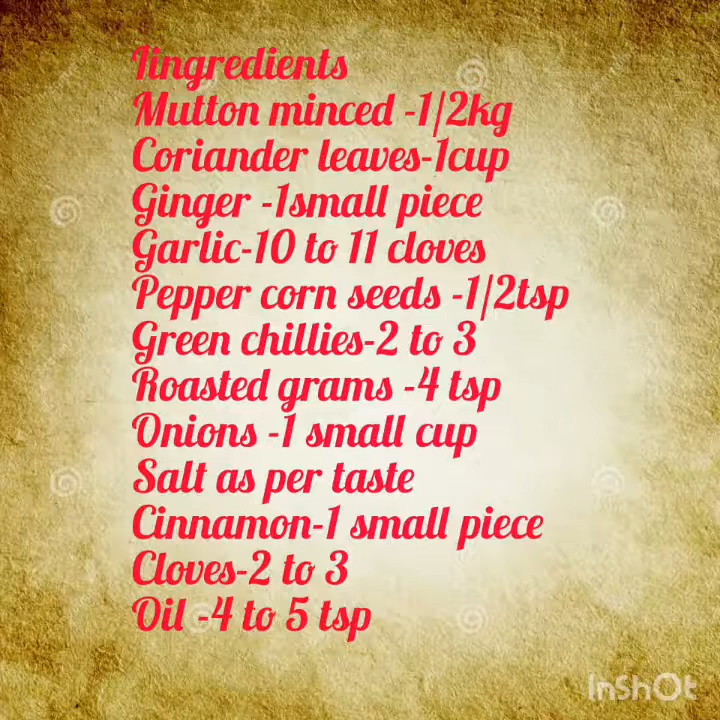 Iingredients
Mutton minced -1/2kg
Coriander leaves-1cup
Ginger -1small piece
Garlic-10 to 11 cloves
Pepper corn seeds -1/2tsp
Green chillies-2 to 3
Roasted grams -4 tsp
Onions -1 small cup
Salt as per taste
Cinnamon-1 small piece
Cloves-2 to 3
Oil -4 to 5 tsp
InShOt